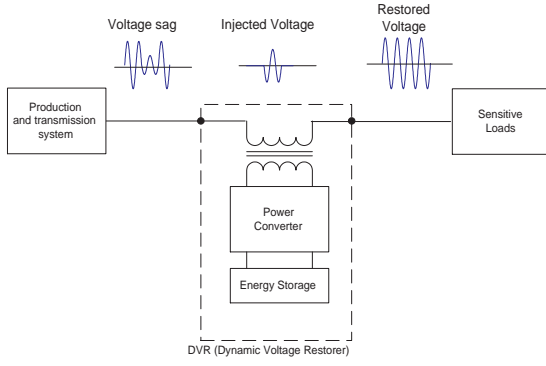 Voltage sag
Injected Voltage
Restored
Voltage
Production
and transmission
system
Sensitive
Loads
Power
Converter
Energy Storage
DVR (Dynamic Voltage Restorer)